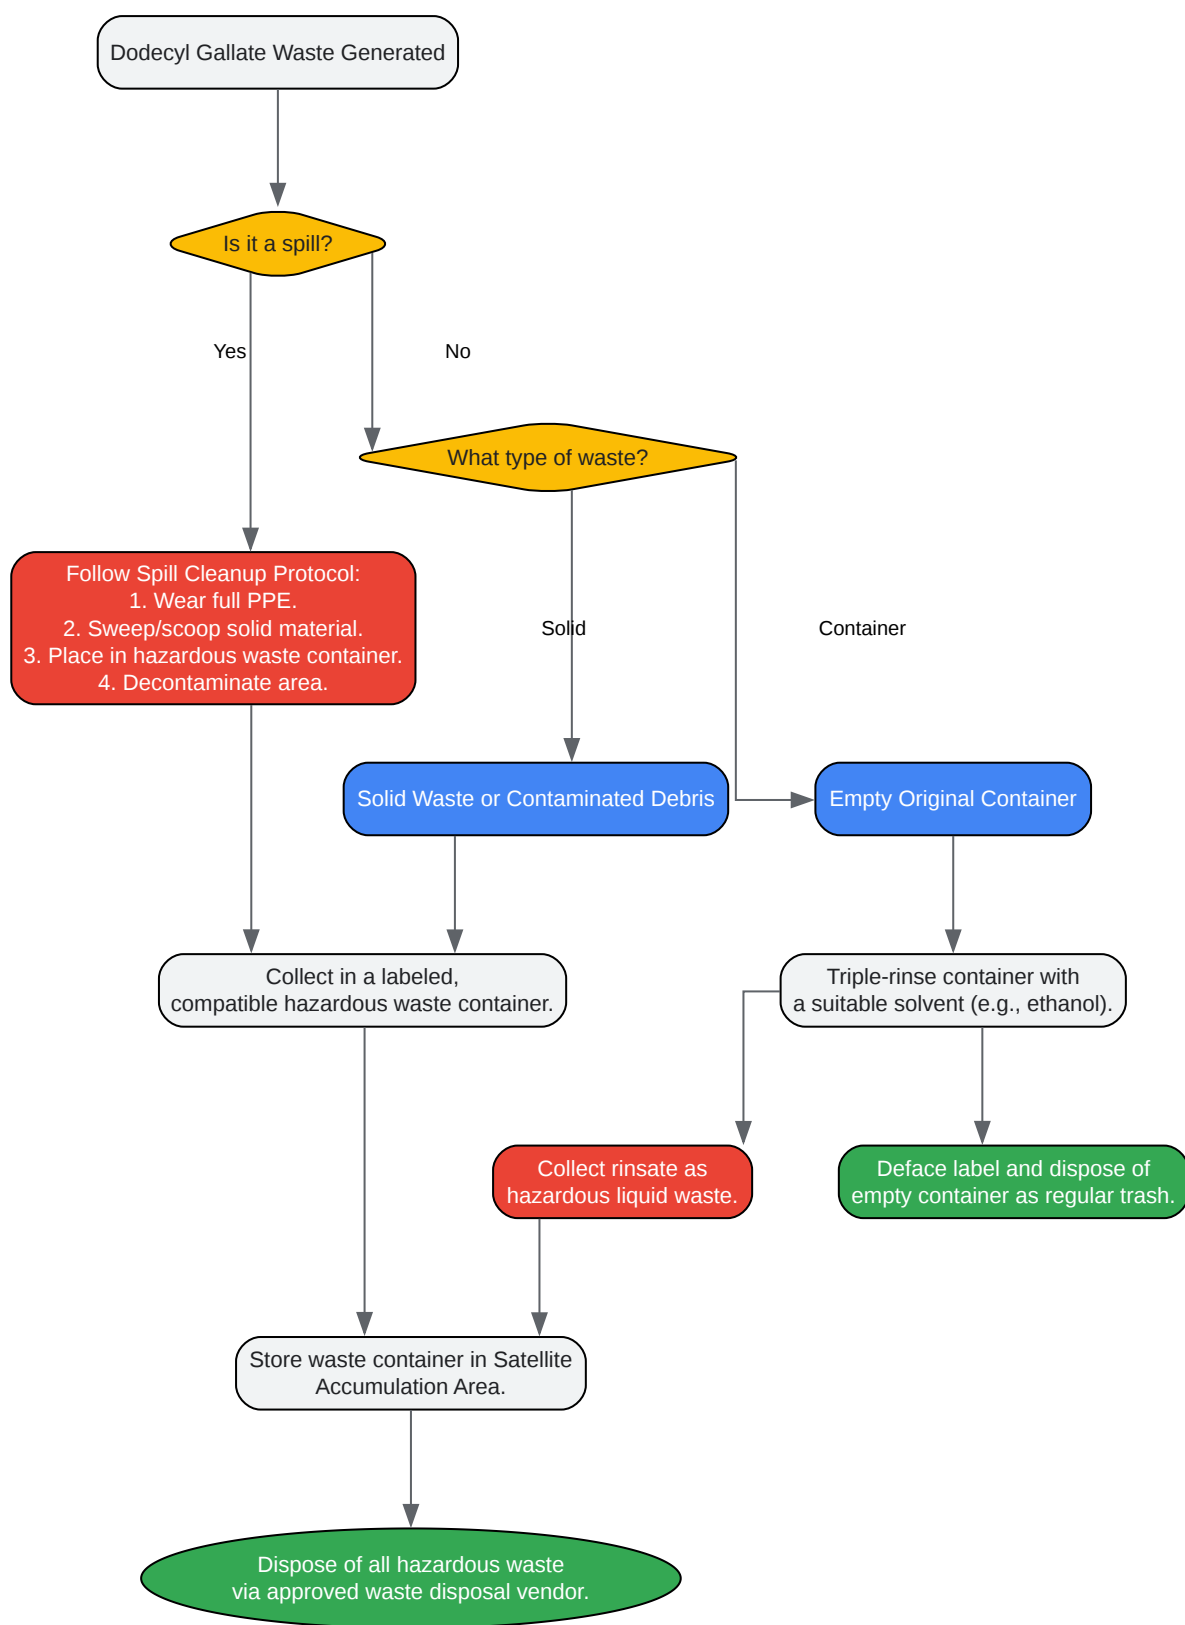 Dodecyl Gallate Waste Generated
Is it a spill?
Yes
No
What type of waste?
Follow Spill Cleanup Protocol:
1. Wear full PPE.
2. Sweep/scoop solid material.
3. Place in hazardous waste container.
4. Decontaminate area.
Solid
Container
Solid Waste or Contaminated Debris
Empty Original Container
Collect in a labeled,
compatible hazardous waste container.
Triple-rinse container with
a suitable solvent (e.g., ethanol).
Collect rinsate as
hazardous liquid waste.
Deface label and dispose of
empty container as regular trash.
Store waste container in Satellite
Accumulation Area.
Dispose of all hazardous waste
via approved waste disposal vendor.